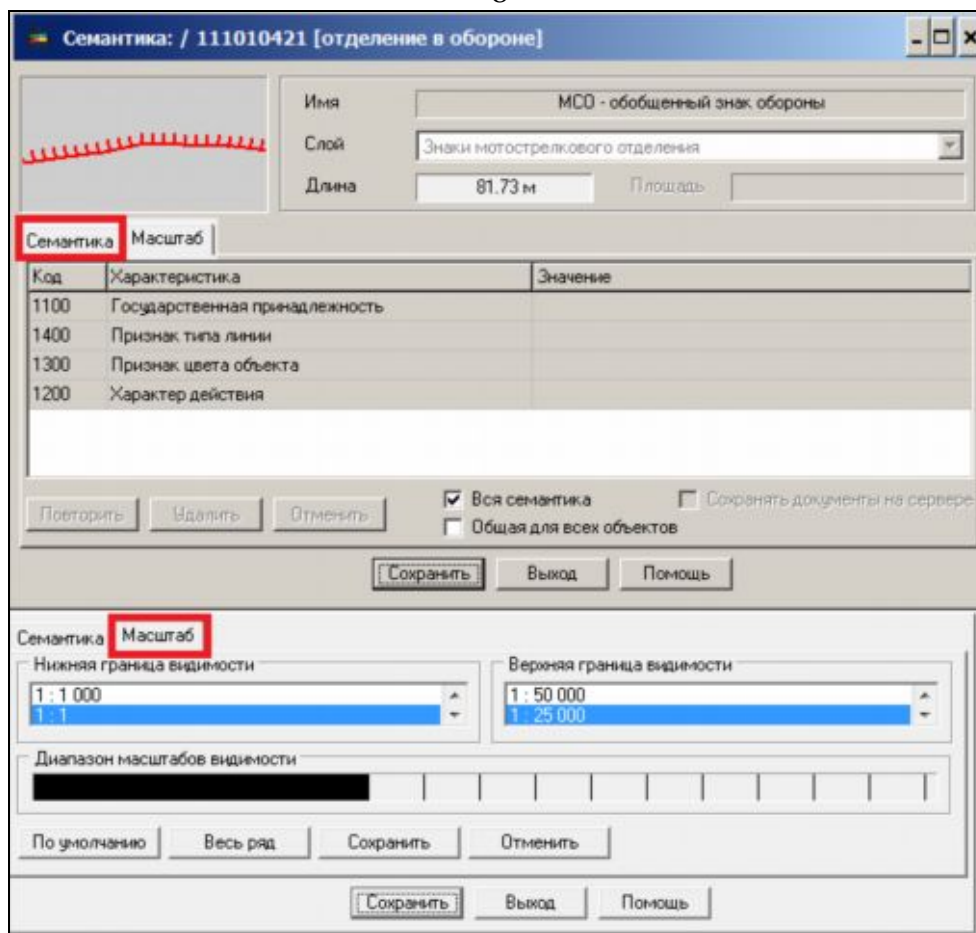 Семантика: / 111010421 [отделение в обороне]
Имя МСО - обобщенный знак обороны
Слой Знаки мотострелкового отделения
Длина 81.73 м Площадь
Семантика Масштаб
Код Характеристика Значение
1100 Государственная принадлежность
1400 Признак типа линии
1300 Признак цвета объекта
1200 Характер действия
Повторить Удалить Отменить Вся семантика Сохранять документы на сервере
Общая для всех объектов
Сохранить Выход Помощь
Семантика Масштаб
Нижняя граница видимости Верхняя граница видимости
1 : 1 000 1 : 50 000
1 : 1 1 : 25 000
Диапазон масштабов видимости
По умолчанию Весь ряд Сохранить Отменить
Сохранить Выход Помощь